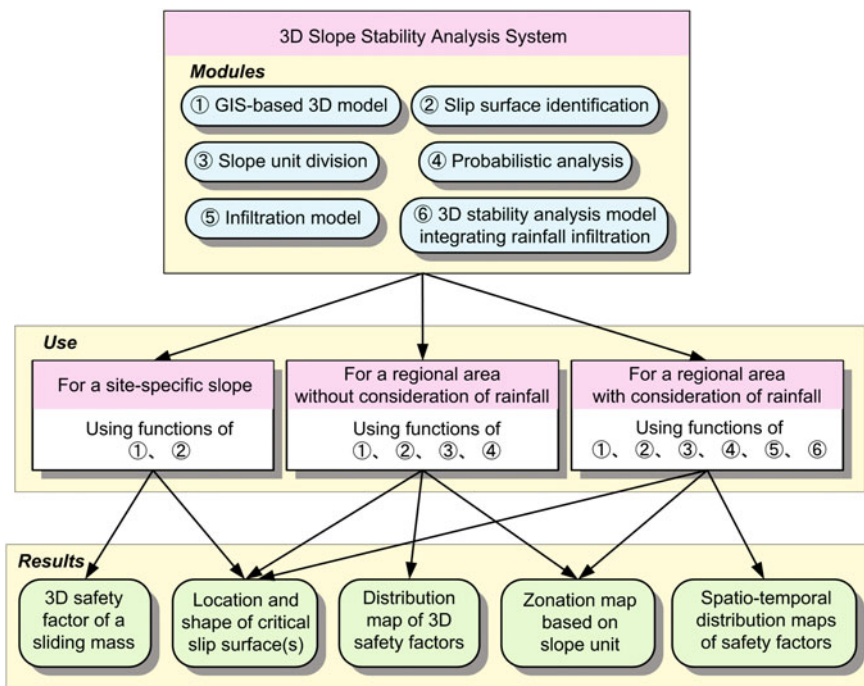 3D Slope Stability Analysis System
Modules
① GIS-based 3D model
② Slip surface identification
③ Slope unit division
④ Probabilistic analysis
⑤ Infiltration model
⑥ 3D stability analysis model
integrating rainfall infiltration
Use
For a site-specific slope
Using functions of
①、②
For a regional area
without consideration of rainfall
Using functions of
①、②、③、④
For a regional area
with consideration of rainfall
Using functions of
①、②、③、④、⑤、⑥
Results
3D safety
factor of a
sliding mass
Location and
shape of critical
slip surface(s)
Distribution
map of 3D
safety factors
Zonation map
based on
slope unit
Spatio-temporal
distribution maps
of safety factors